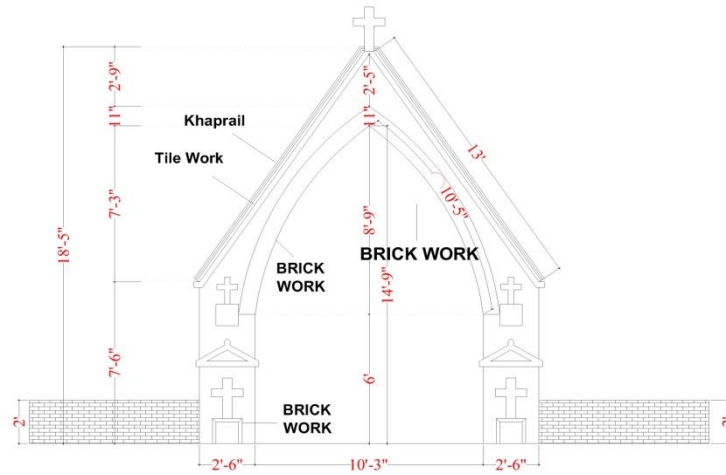 2'-9"
2'-5"
11"
11"
Khaprail
Tile Work
13'
7'-3"
10'-5"
18'-5"
8'-9"
BRICK WORK
BRICK
WORK
14'-9"
7'-6"
6'
2'
BRICK
WORK
2'
2'-6"
10'-3"
2'-6"